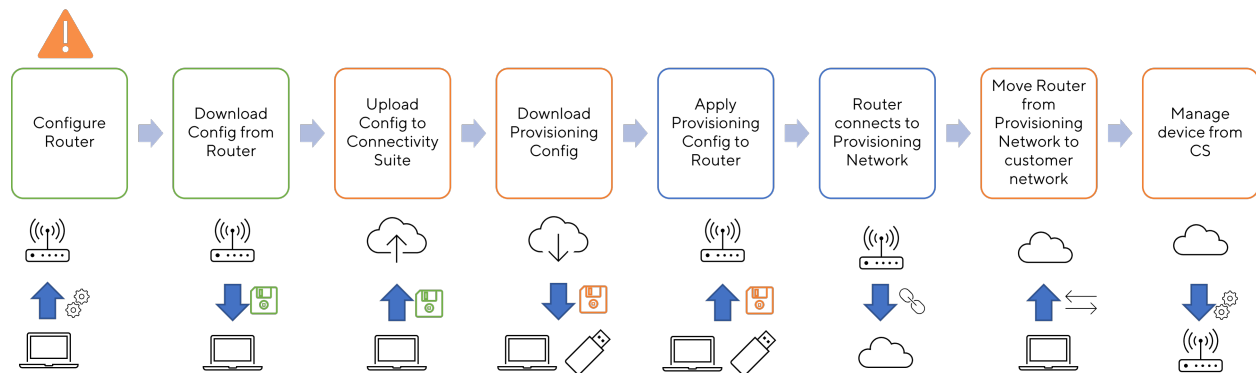 Configure
Router
Download
Config from
Router
Upload
Config to
Connectivity
Suite
Download
Provisioning
Config
Apply
Provisioning
Config to
Router
Router
connects to
Provisioning
Network
Move Router
from
Provisioning
Network to
customer
network
Manage
device from
CS